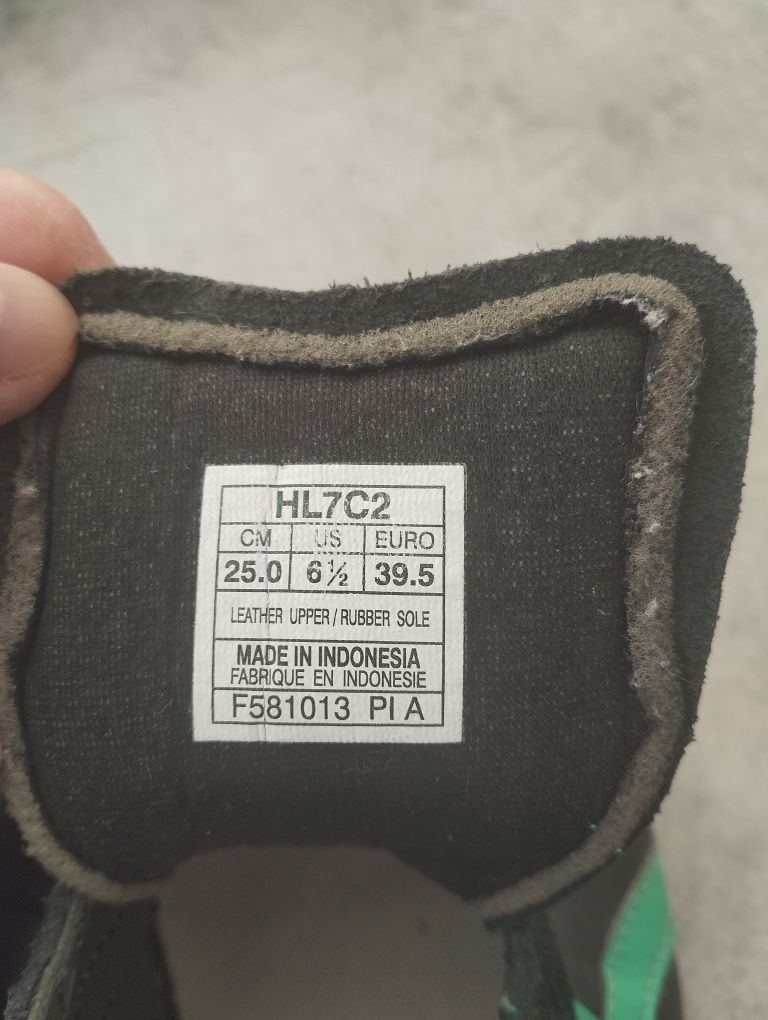 HL7C2
CM US EURO
25.0 6½ 39.5
LEATHER UPPER / RUBBER SOLE
MADE IN INDONESIA
FABRIQUE EN INDONESIE
F581013 PI A